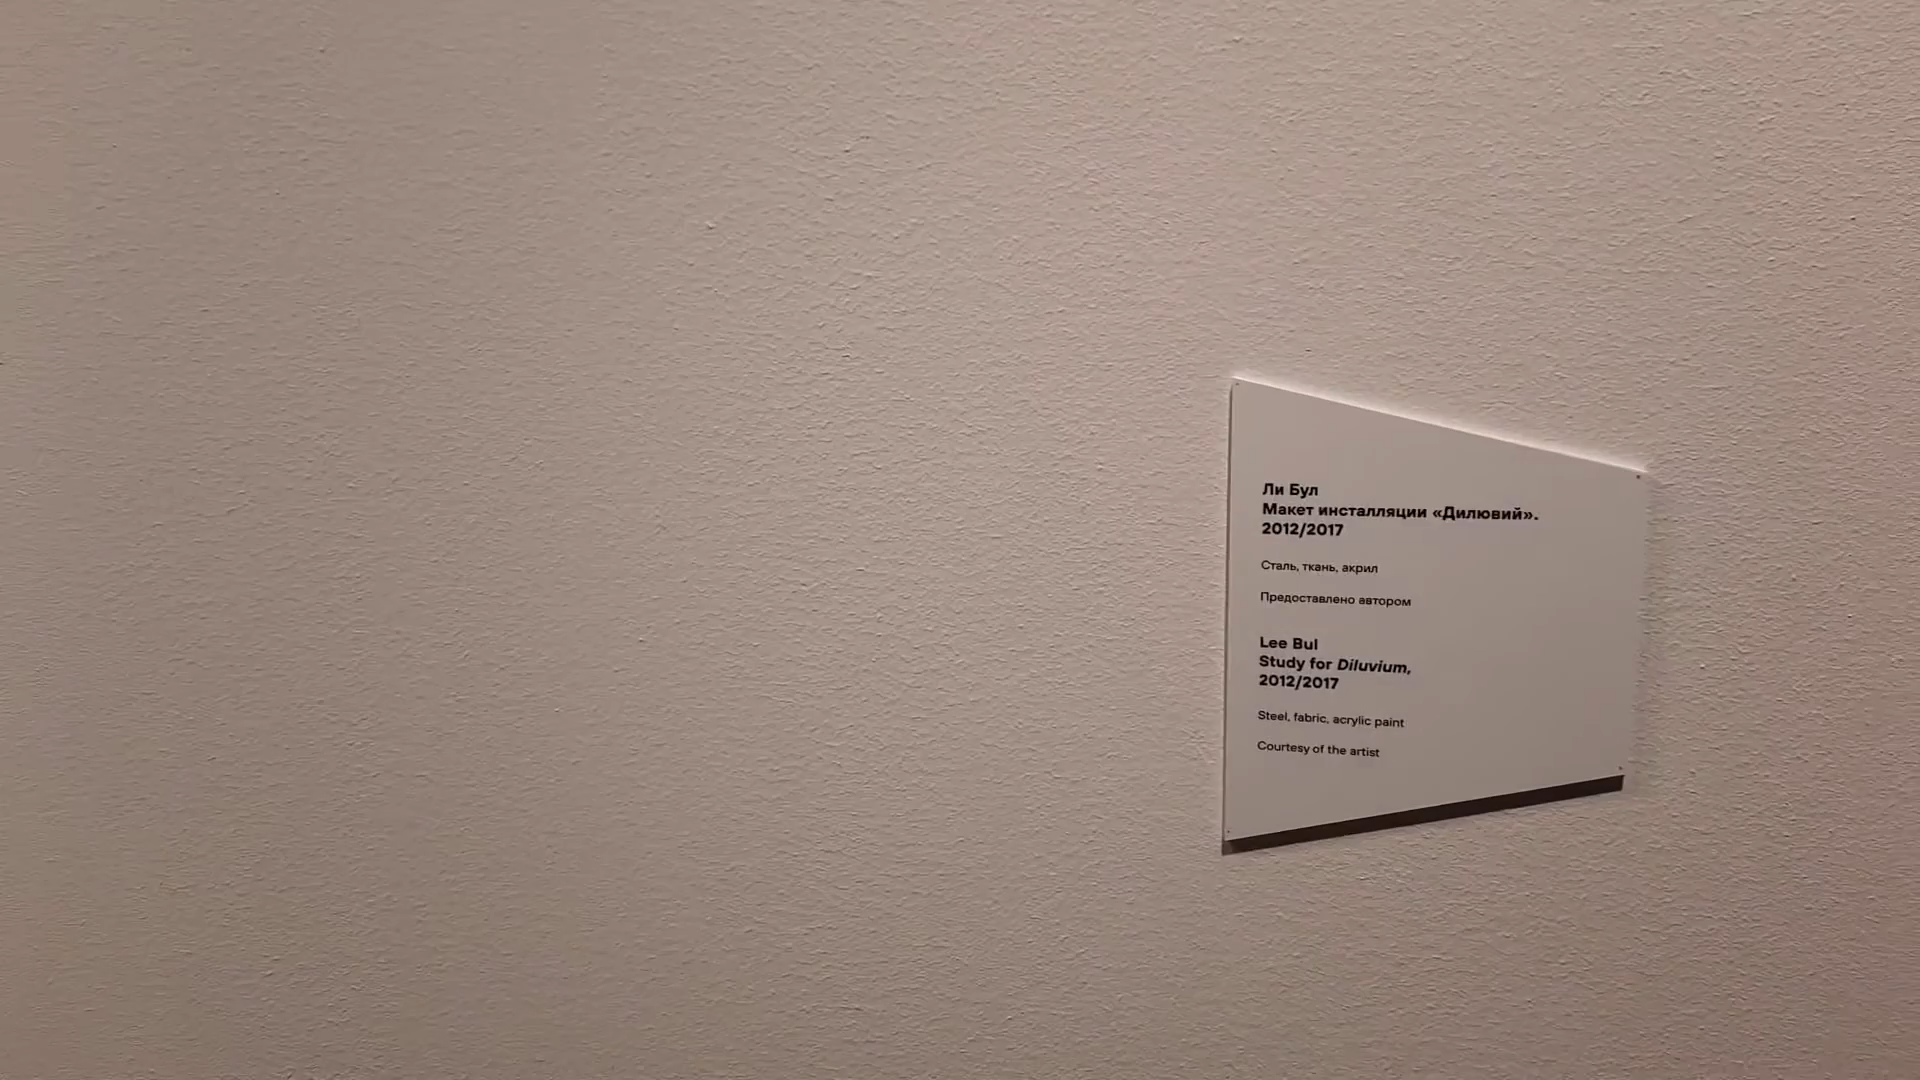 Ли Бул
Макет инсталляции «Дилювий».
2012/2017
Сталь, ткань, акрил
Предоставлено автором
Lee Bul
Study for Diluvium,
2012/2017
Steel, fabric, acrylic paint
Courtesy of the artist